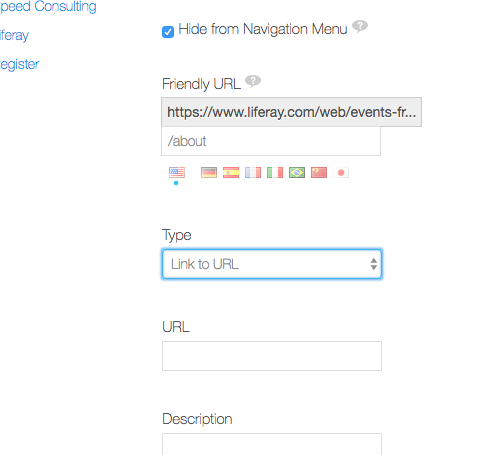 peed Consulting
iferay
egister
Hide from Navigation Menu ?
Friendly URL ?
https://www.liferay.com/web/events-fr...
/about
Type
Link to URL
URL
Description